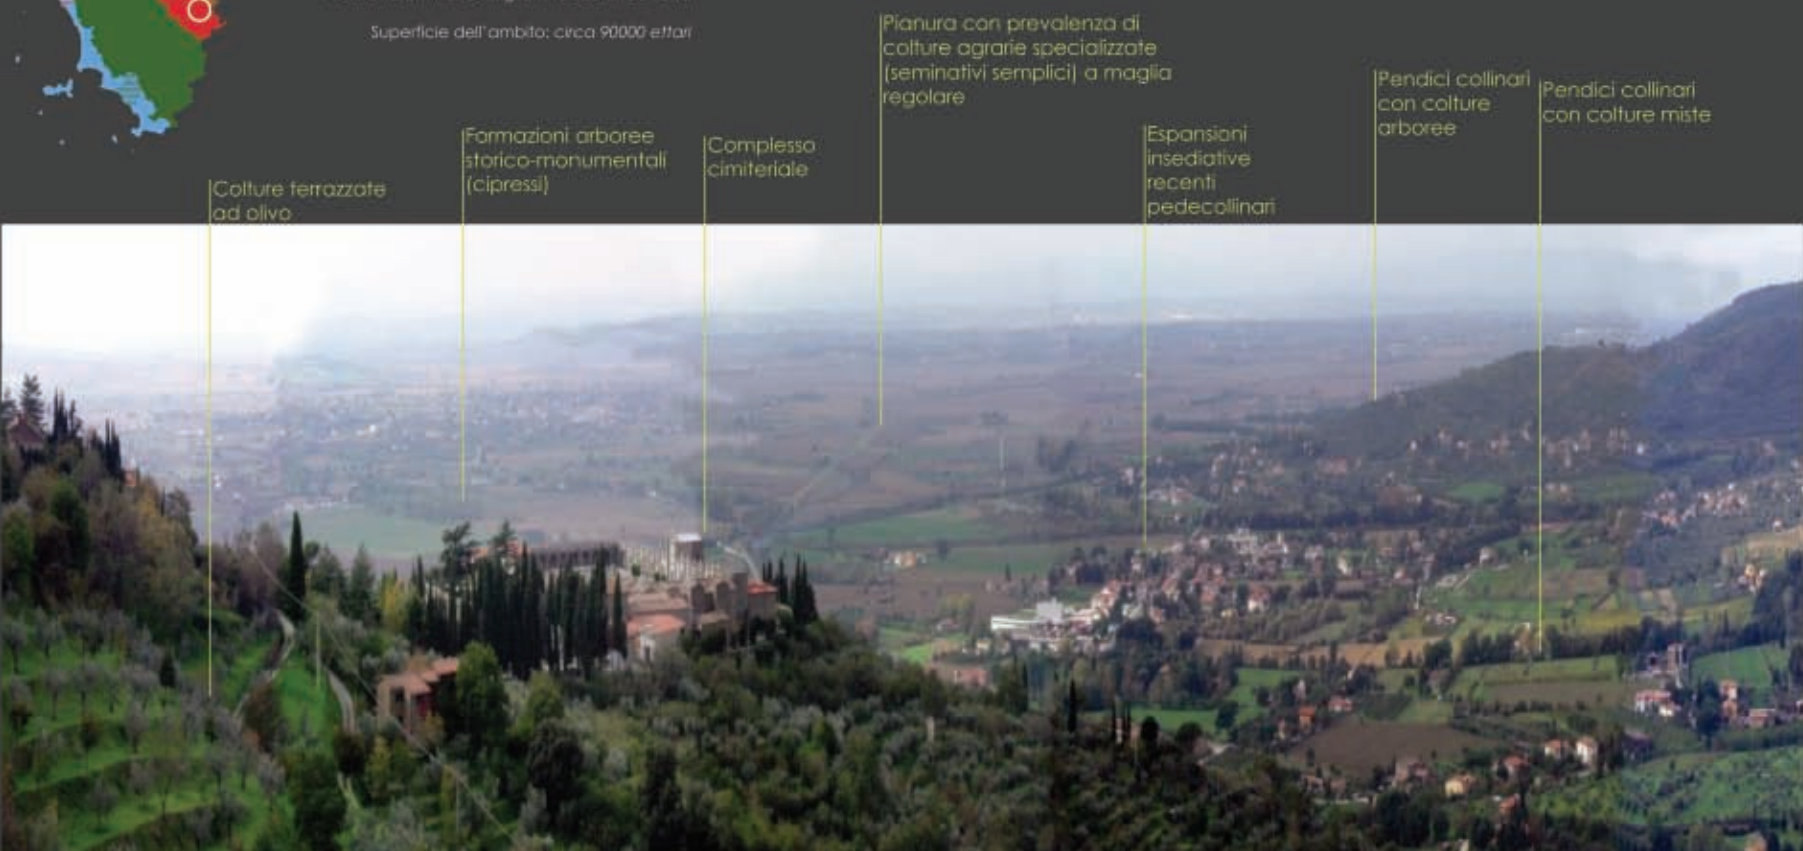 Superficie dell'ambito: circa 90000 ettari
Colture terrazzate
ad olivo
Formazioni arboree
storico-monumentali
(cipressi)
Complesso
cimiteriale
Pianura con prevalenza di
colture agrarie specializzate
(seminativi semplici) a maglia
regolare
Espansioni
insediative
recenti
pedecollinari
Pendici collinari
con colture
arboree
Pendici collinari
con colture miste